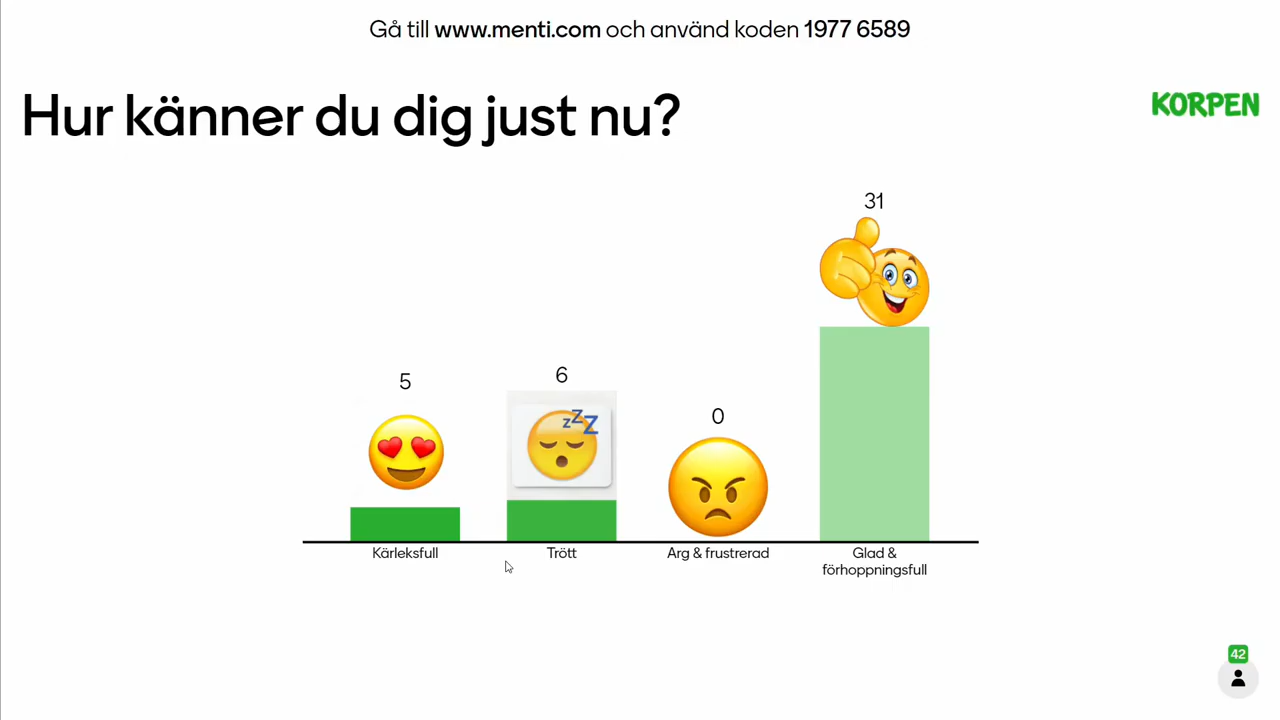 Gå till www.menti.com och använd koden 1977 6589
Hur känner du dig just nu?
KORPEN
31
5
6
0
zZZ
Kärleksfull
Trött
Arg & frustrerad
Glad &
förhoppningsfull
42